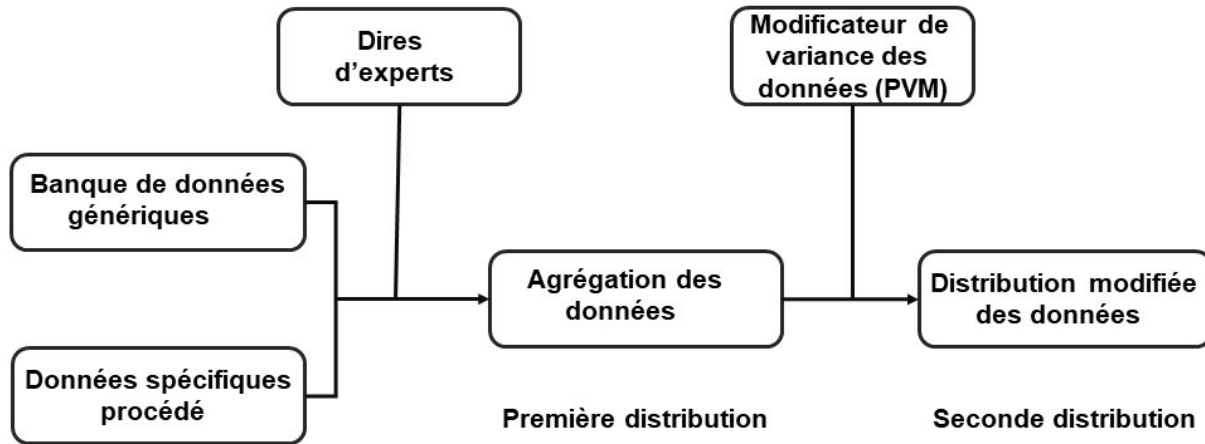 Dires
d'experts
Modificateur de
variance des
données (PVM)
Banque de données
génériques
Agrégation des
données
Distribution modifiée
des données
Données spécifiques
procédé
Première distribution
Seconde distribution